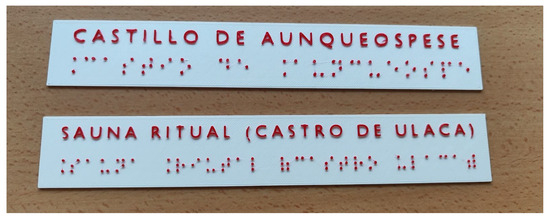 CASTILLO DE AUNQUEOSPESE
SAUNA RITUAL (CASTRO DE ULACA)